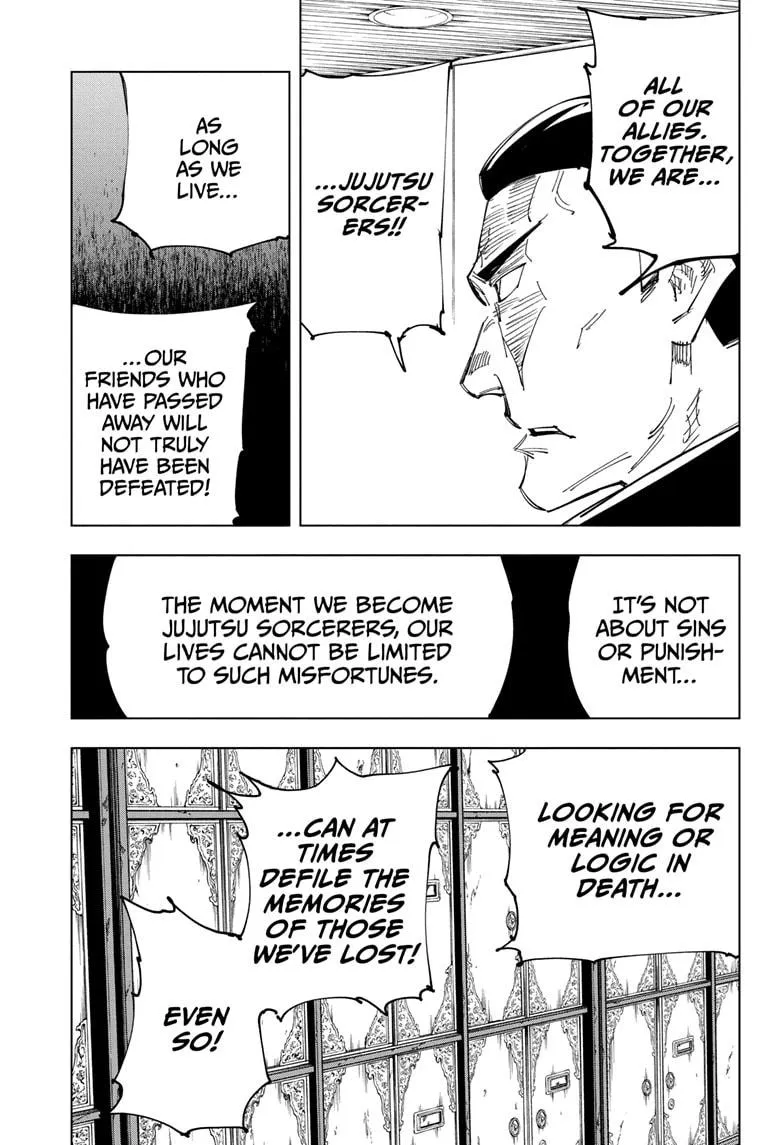 ALL
OF OUR
ALLIES.
TOGETHER,
WE ARE...
...JUJUTSU
SORCER-
ERS!!
AS
LONG
AS WE
LIVE...
...OUR
FRIENDS WHO
HAVE PASSED
AWAY WILL
NOT TRULY
HAVE BEEN
DEFEATED!
IT'S NOT
ABOUT SINS
OR PUNISH-
MENT...
THE MOMENT WE BECOME
JUJUTSU SORCERERS, OUR
LIVES CANNOT BE LIMITED
TO SUCH MISFORTUNES.
LOOKING FOR
MEANING OR
LOGIC IN
DEATH...
...CAN AT
TIMES
DEFILE THE
MEMORIES
OF THOSE
WE'VE LOST!
EVEN
SO!